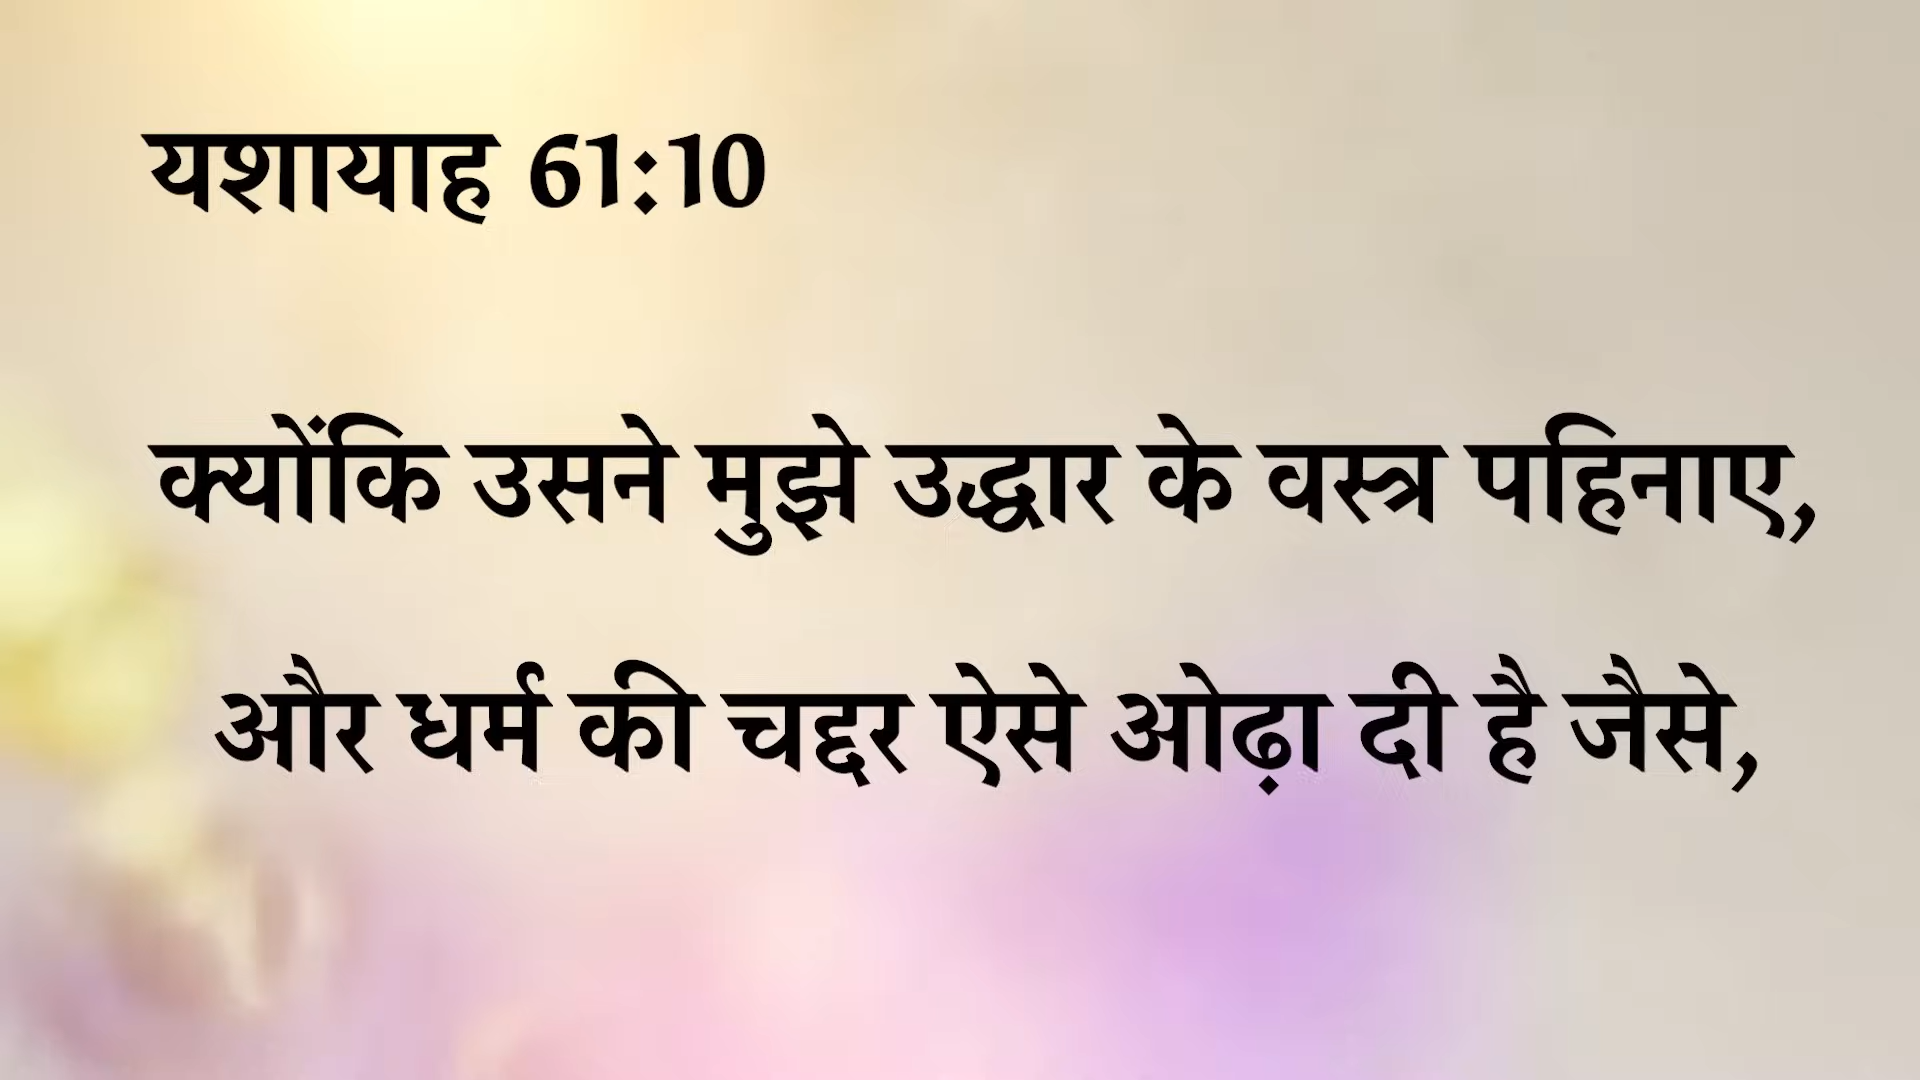 यशायाह 61:10
क्योंकि उसने मुझे उद्धार के वस्त्र पहिनाए,
और धर्म की चद्दर ऐसे ओढ़ा दी है जैसे,